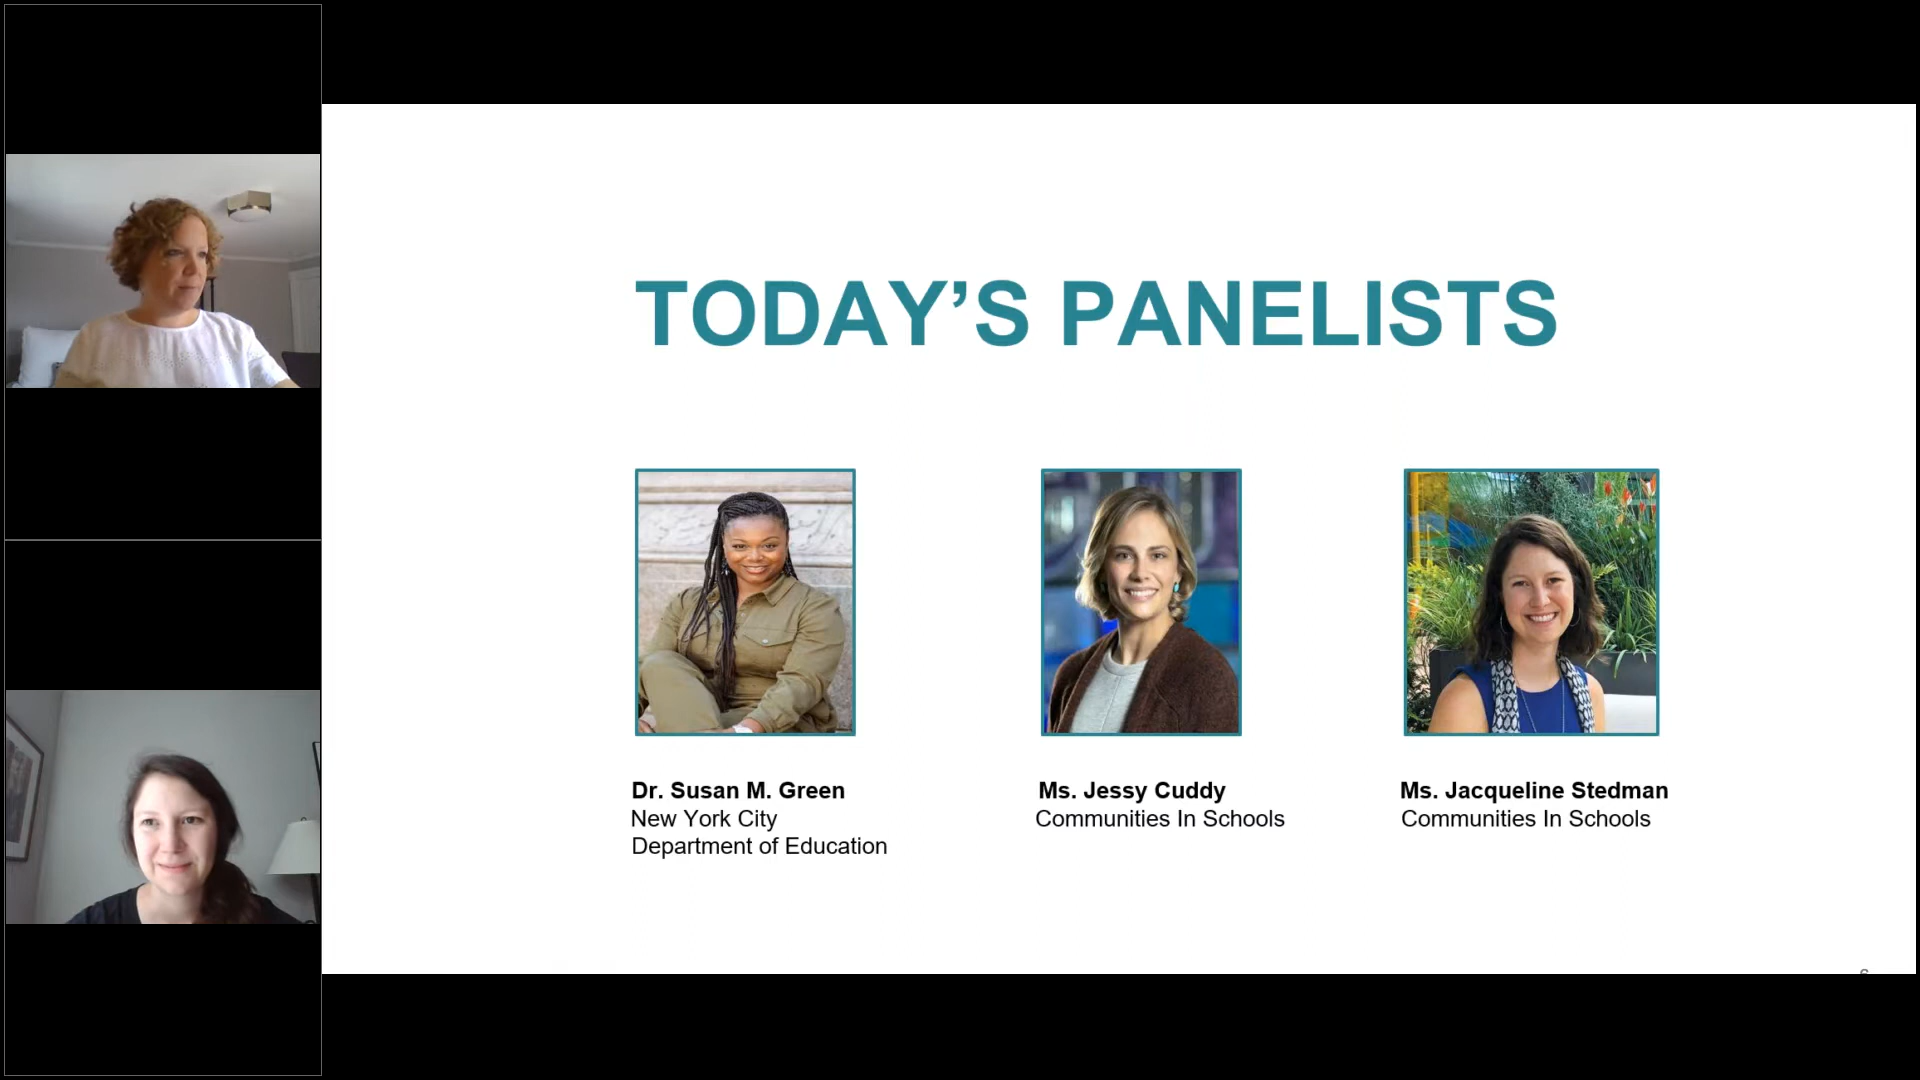 TODAY’S PANELISTS
Dr. Susan M. Green
New York City
Department of Education
Ms. Jessy Cuddy
Communities In Schools
Ms. Jacqueline Stedman
Communities In Schools